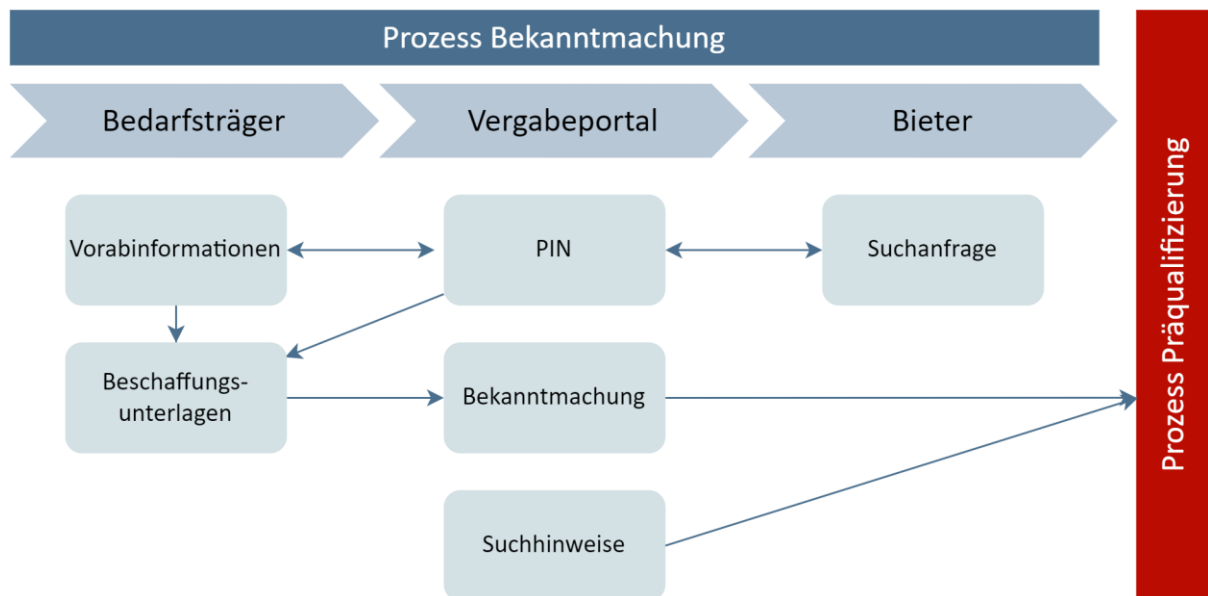 Prozess Bekanntmachung
Bedarfsträger
Vergabeportal
Bieter
Vorabinformationen
PIN
Suchanfrage
Beschaffungs-
unterlagen
Bekanntmachung
Suchhinweise
Prozess Präqualifizierung